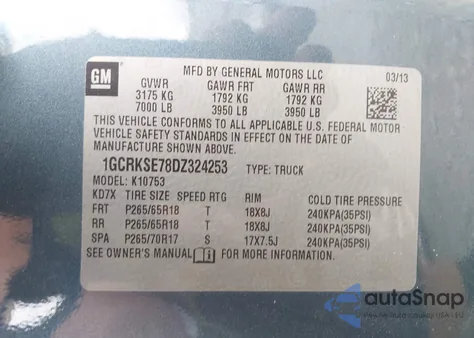 GM
MFD BY GENERAL MOTORS LLC 03/13
GVWR GAWR FRT GAWR RR
3175 KG 1792 KG 1792 KG
7000 LB 3950 LB 3950 LB
THIS VEHICLE CONFORMS TO ALL APPLICABLE U.S. FEDERAL MOTOR
VEHICLE SAFETY STANDARDS IN EFFECT ON THE DATE OF
MANUFACTURE SHOWN ABOVE.
1GCRKSE78DZ324253 TYPE: TRUCK
MODEL: K10753
KD7X TIRE SIZE SPEED RTG RIM COLD TIRE PRESSURE
FRT P265/65R18 T 18X8J 240KPA(35PSI)
RR P265/65R18 T 18X8J 240KPA(35PSI)
SPA P265/70R17 S 17X7.5J 240KPA(35PSI)
SEE OWNER'S MANUAL FOR MORE INFORMATION.
autoSnap